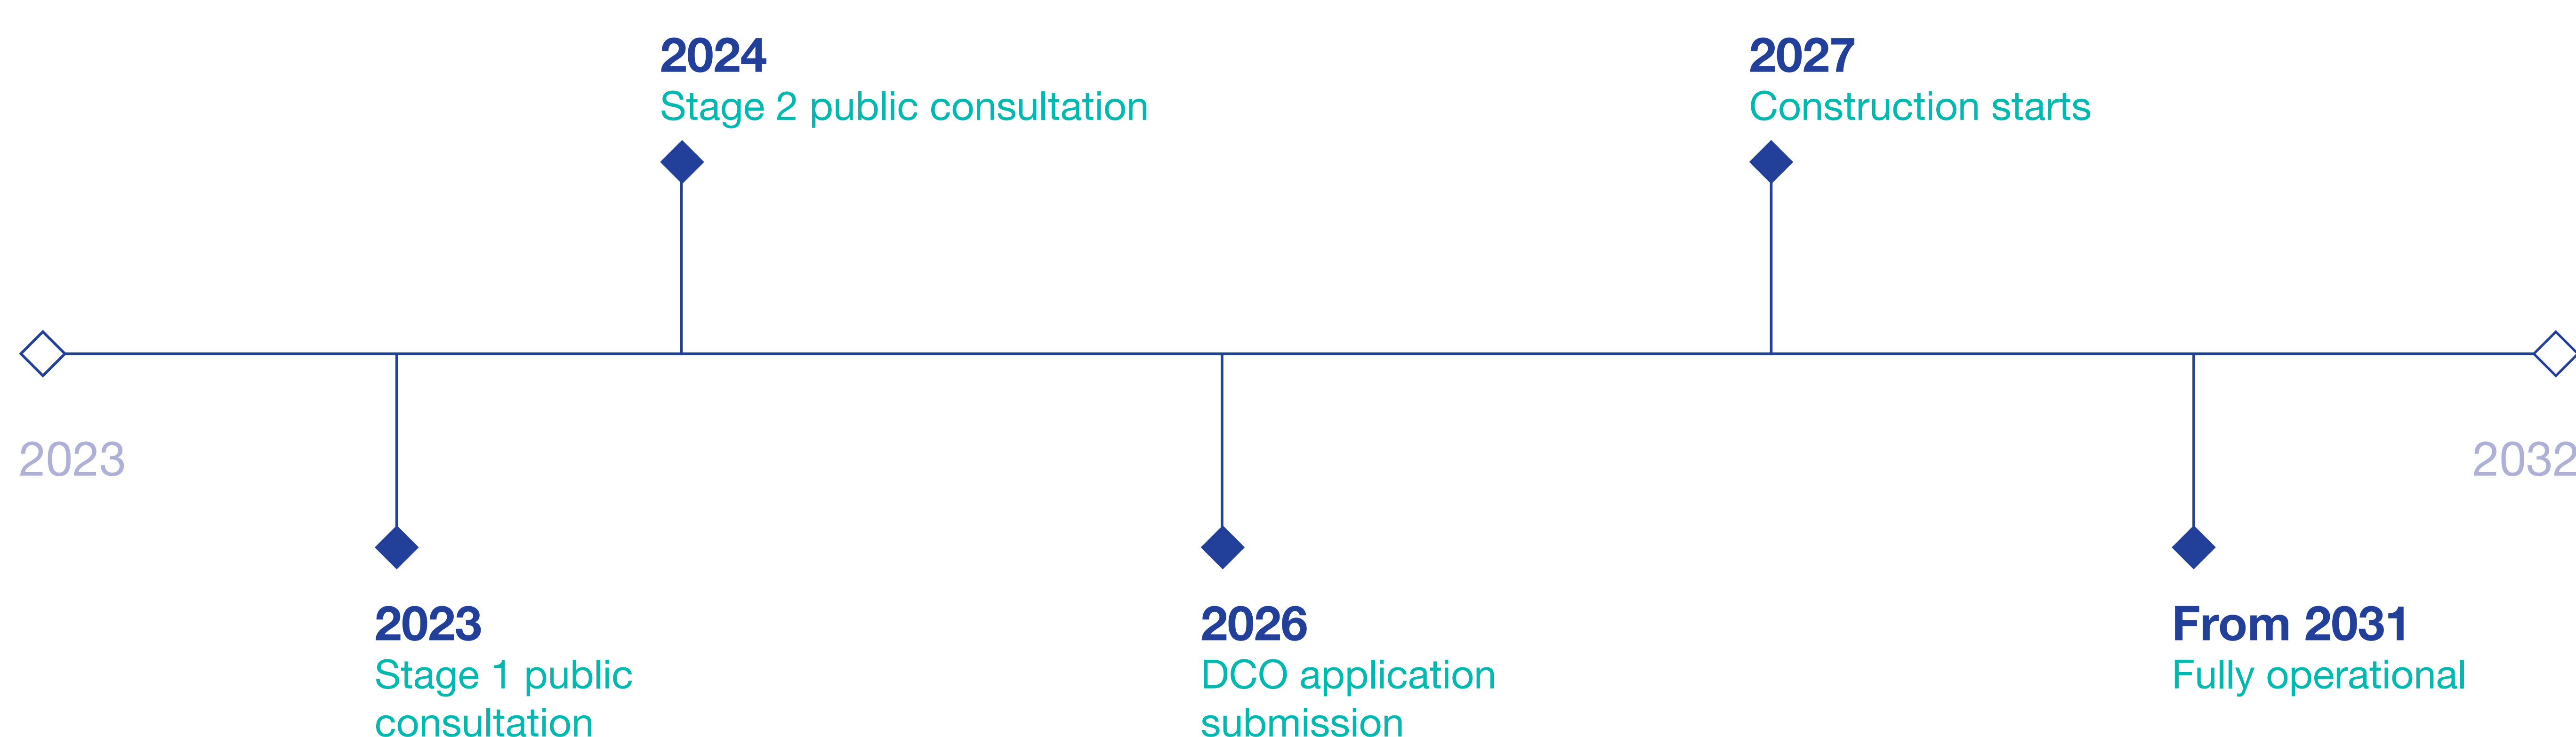 2024
Stage 2 public consultation
2027
Construction starts
2023
2032
2023
Stage 1 public
consultation
2026
DCO application
submission
From 2031
Fully operational